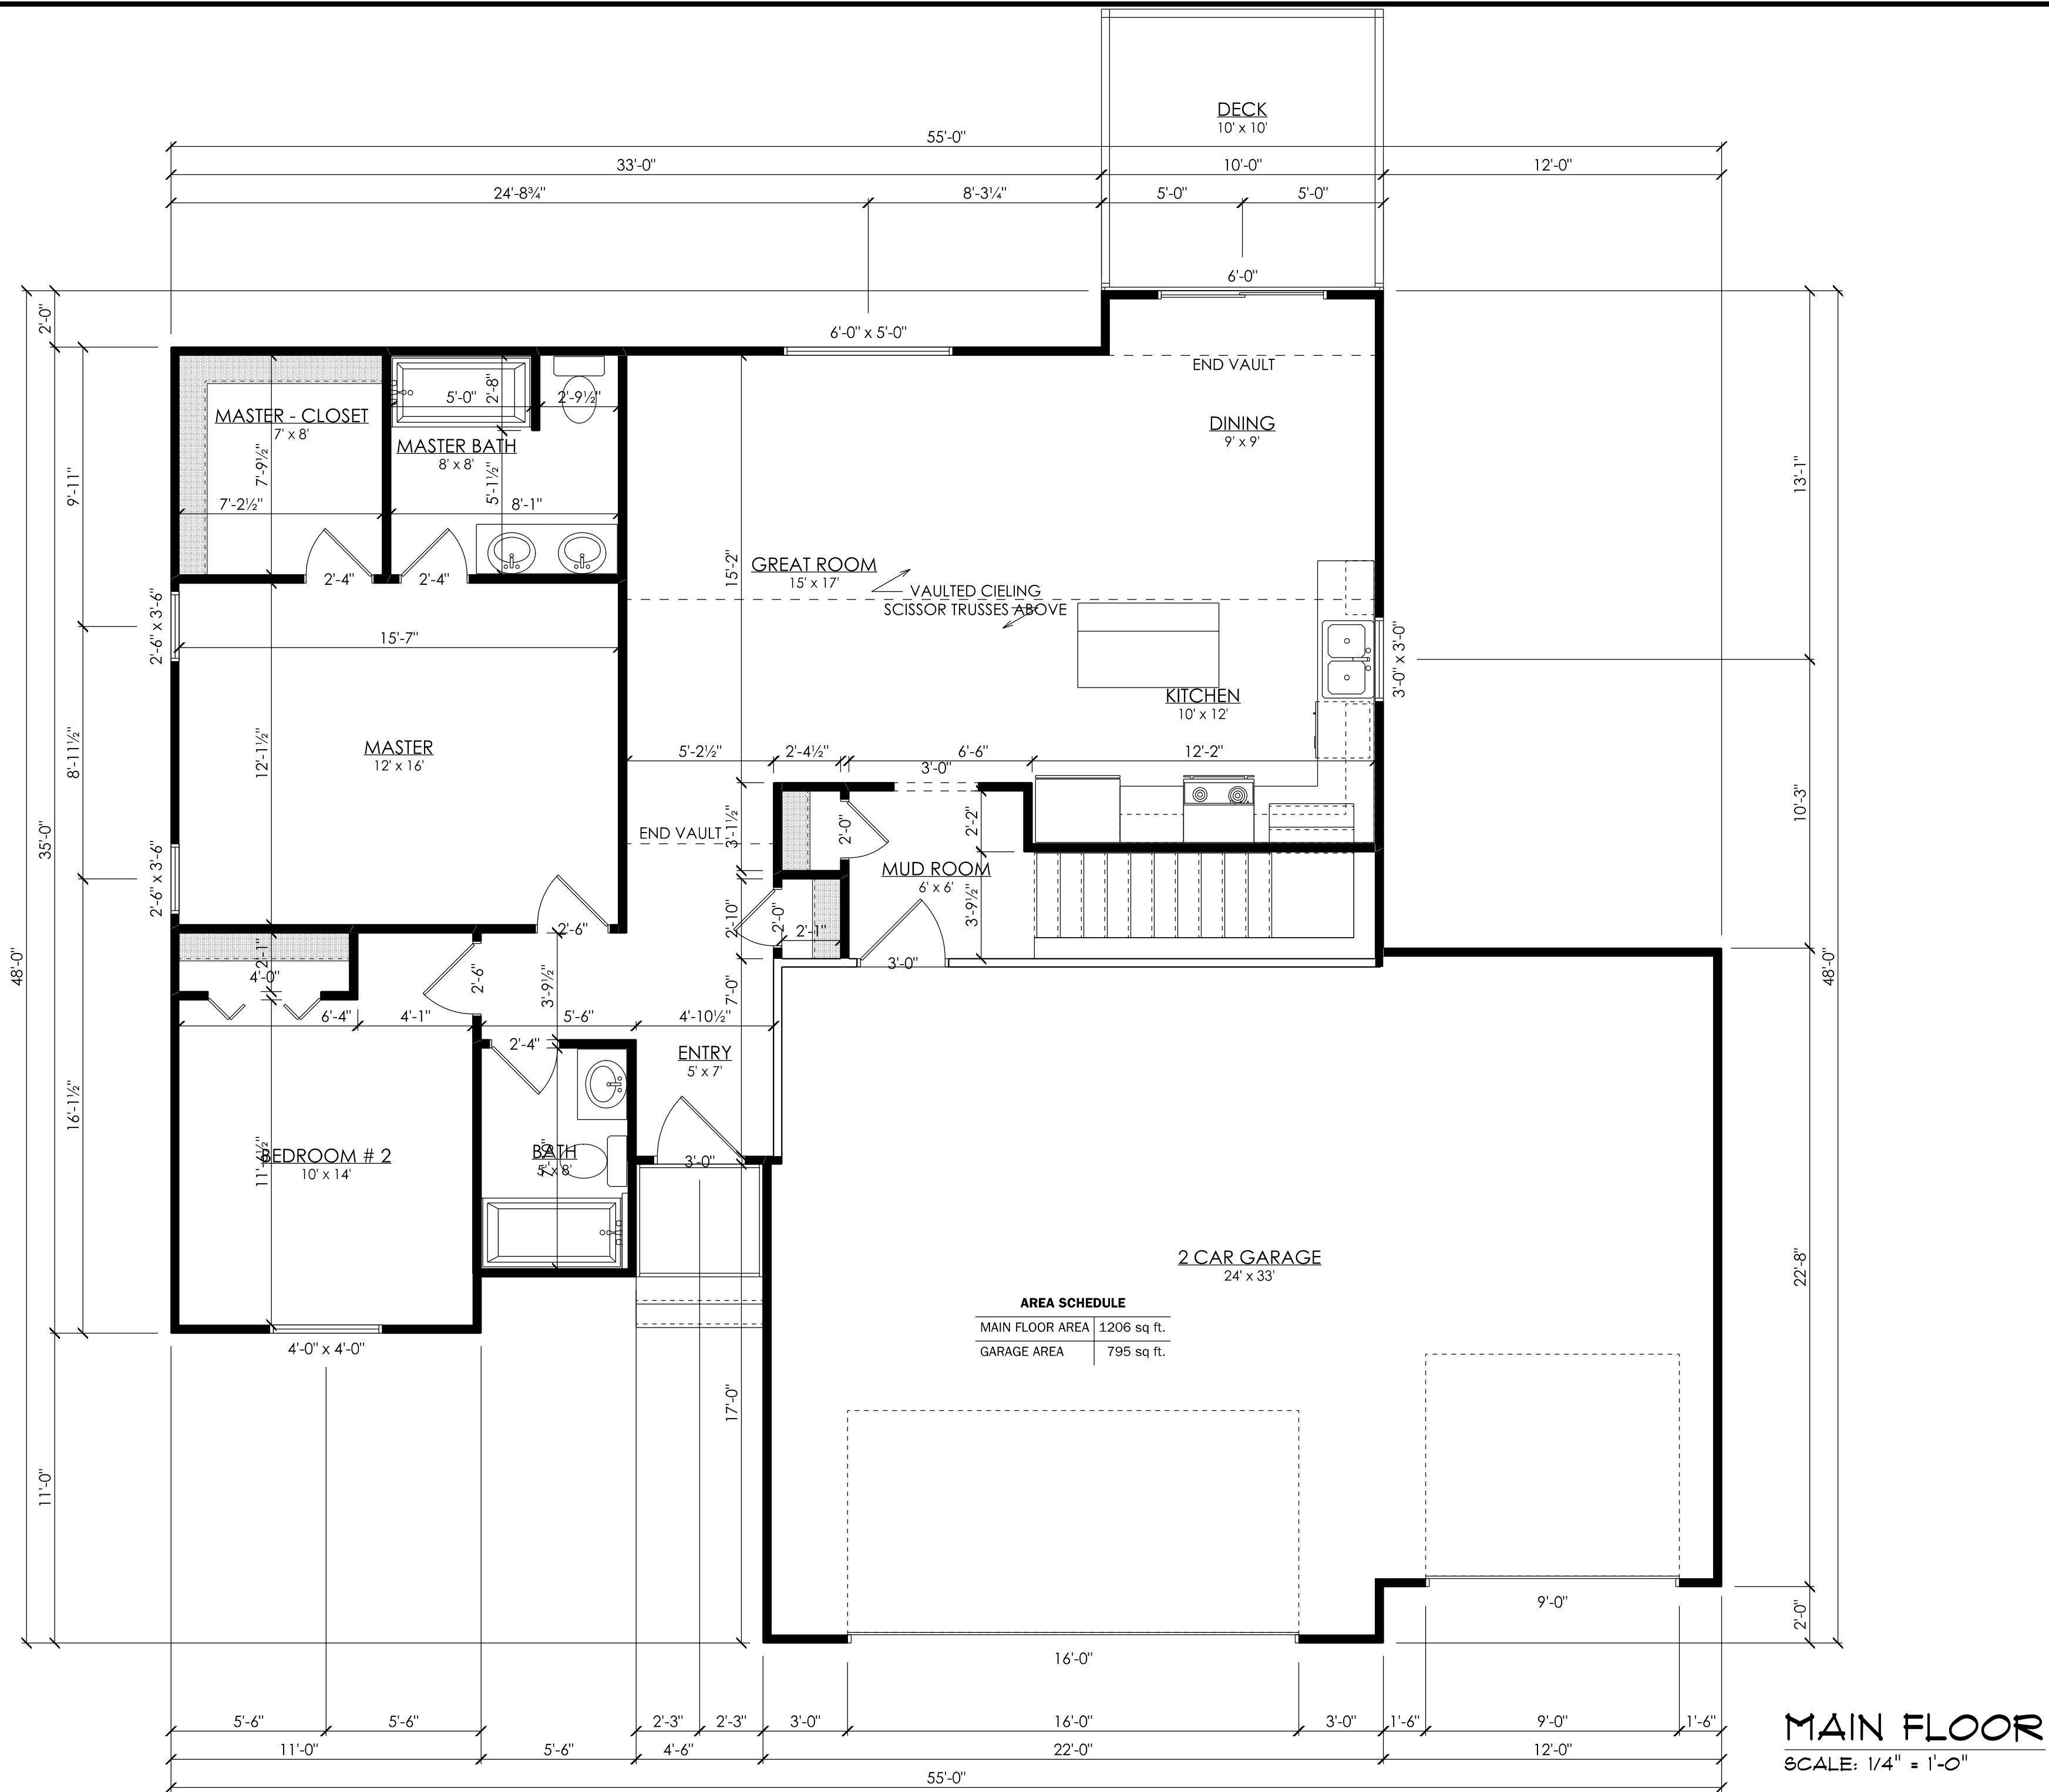 DECK
10' x 10'
55'-0"
33'-0"
10'-0"
12'-0"
24'-8¾"
8'-3¼"
5'-0"
5'-0"
6'-0"
2'-0"
6'-0" x 5'-0"
END VAULT
2'-8"
5'-0"
2'-9½"
MASTER - CLOSET
7' x 8'
MASTER BATH
8' x 8'
DINING
9' x 9'
7'-9½"
5'-1½"
9'-11"
13'-1"
7'-2½"
8'-1"
15'-2"
GREAT ROOM
15' x 17'
2'-4"
2'-4"
VAULTED CIELING
SCISSOR TRUSSES ABOVE
2'-6" x 3'-6"
15'-7"
3'-0" x 3'-0"
KITCHEN
10' x 12'
MASTER
12' x 16'
12'-1½"
8'-11½"
5'-2½"
2'-4½"
6'-6"
12'-2"
3'-0"
10'-3"
35'-0"
END VAULT
3'-1½"
2'-0"
2'-2"
MUD ROOM
6' x 6'
2'-6" x 3'-6"
3'-9½"
2'-6"
2'-10"
2'-0"
2'-1"
2'-1"
4'-0"
2'-6"
3'-9½"
3'-0"
7'-0"
48'-0"
48'-0"
6'-4"
4'-1"
5'-6"
4'-10½"
2'-4"
ENTRY
5' x 7'
16'-1½"
11'-6½"
BEDROOM # 2
10' x 14'
BATH
5' x 8'
3'-0"
2 CAR GARAGE
24' x 33'
22'-8"
AREA SCHEDULE
MAIN FLOOR AREA 1206 sq ft.
GARAGE AREA 795 sq ft.
4'-0" x 4'-0"
17'-0"
11'-0"
9'-0"
2'-0"
16'-0"
5'-6"
5'-6"
2'-3"
2'-3"
3'-0"
16'-0"
3'-0"
1'-6"
9'-0"
1'-6"
11'-0"
5'-6"
4'-6"
22'-0"
12'-0"
55'-0"
MAIN FLOOR
SCALE: 1/4" = 1'-0"